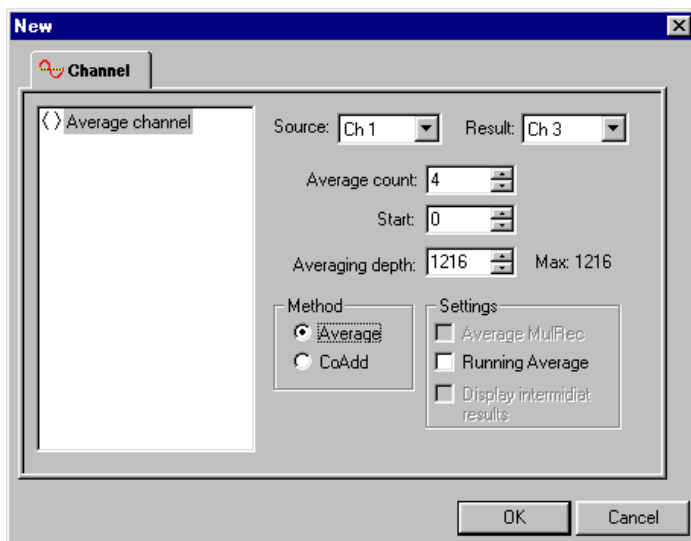 New
Channel
⟨⟩ Average channel
Source: Ch 1 Result: Ch 3
Average count: 4
Start: 0
Averaging depth: 1216 Max: 1216
Method
Average
CoAdd
Settings
Average MulRec
Running Average
Display intermidiat
results
OK Cancel